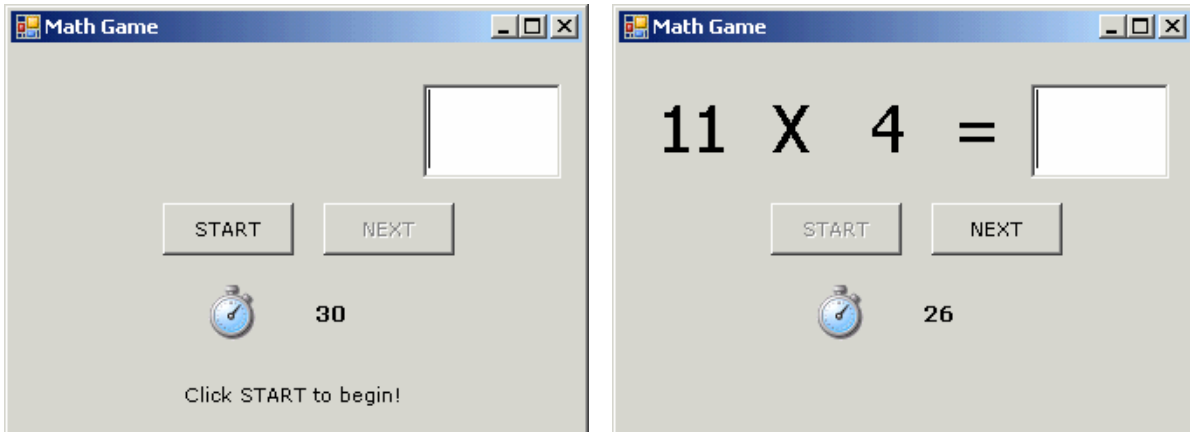 Math Game
START NEXT
30
Click START to begin!
Math Game
11 X 4 =
START NEXT
26